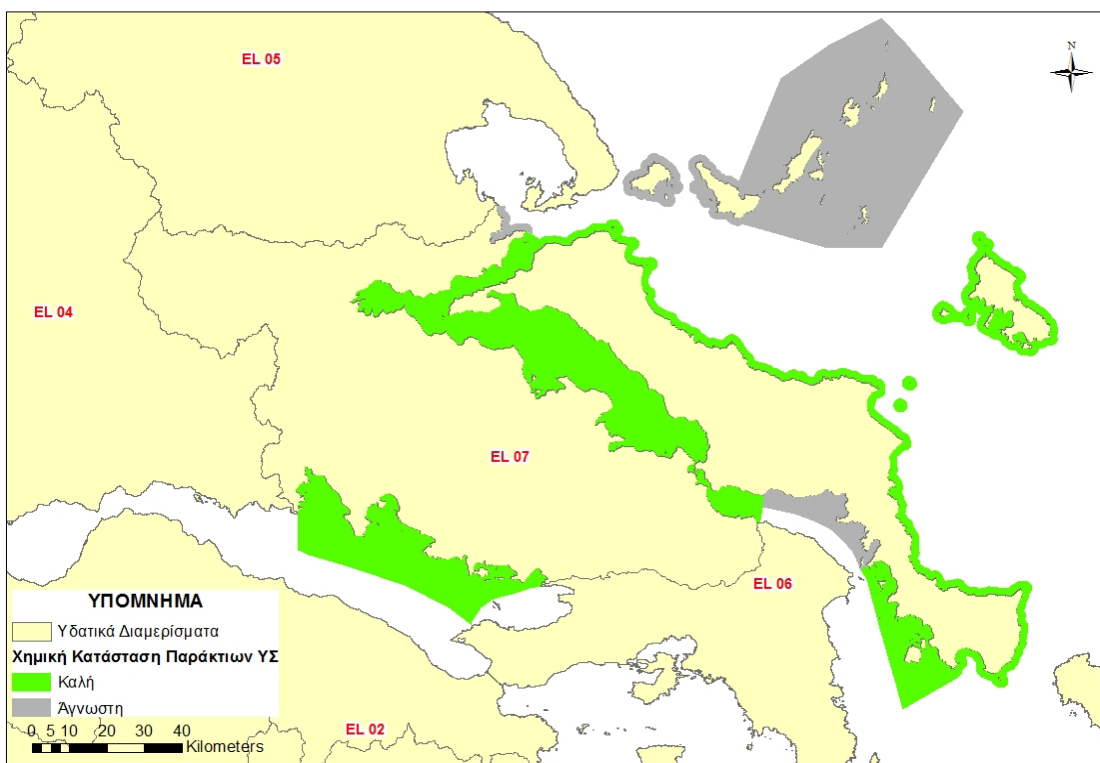 EL 05
N
EL 04
EL 07
EL 06
ΥΠΟΜΝΗΜΑ
Υδατικά Διαμερίσματα
Χημική Κατάσταση Παράκτιων ΥΣ
Καλή
Άγνωστη
0 5 10 20 30 40
Kilometers
EL 02